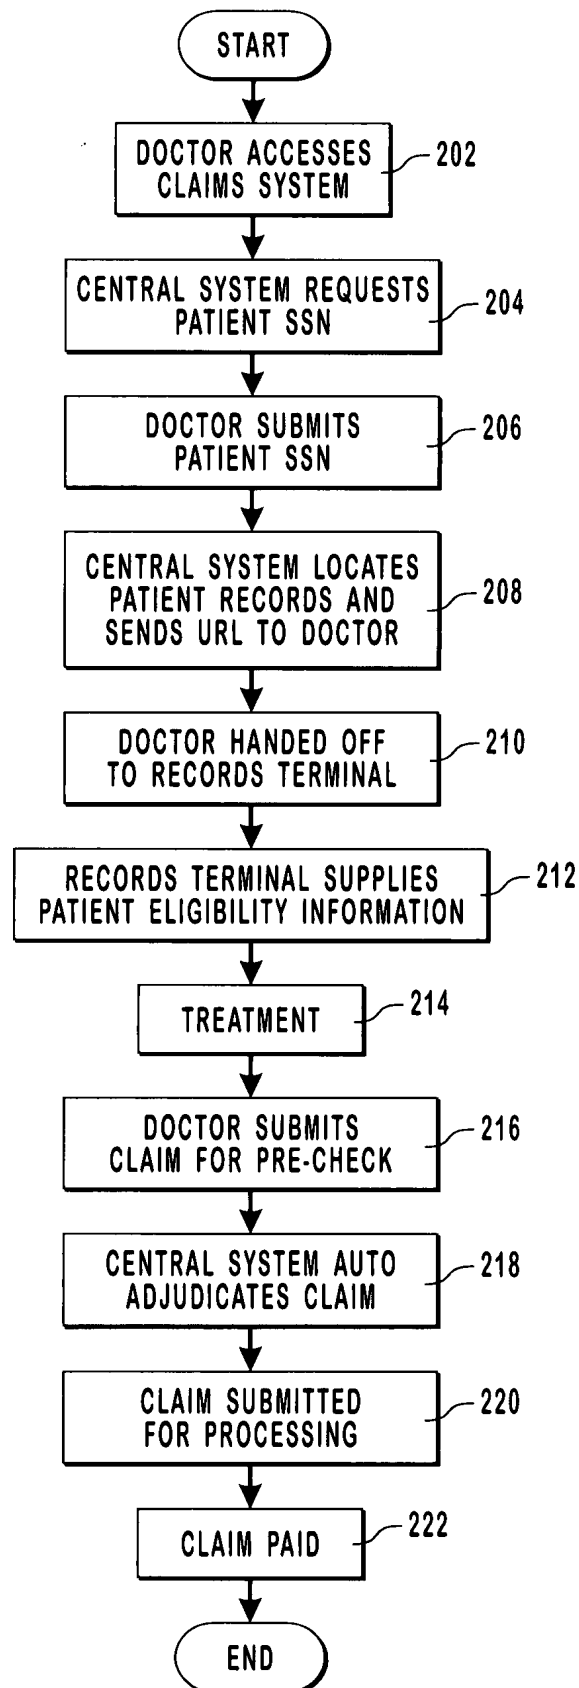 START
DOCTOR ACCESSES
CLAIMS SYSTEM
202
CENTRAL SYSTEM REQUESTS
PATIENT SSN
204
DOCTOR SUBMITS
PATIENT SSN
206
CENTRAL SYSTEM LOCATES
PATIENT RECORDS AND
SENDS URL TO DOCTOR
208
DOCTOR HANDED OFF
TO RECORDS TERMINAL
210
RECORDS TERMINAL SUPPLIES
PATIENT ELIGIBILITY INFORMATION
212
TREATMENT
214
DOCTOR SUBMITS
CLAIM FOR PRE-CHECK
216
CENTRAL SYSTEM AUTO
ADJUDICATES CLAIM
218
CLAIM SUBMITTED
FOR PROCESSING
220
CLAIM PAID
222
END